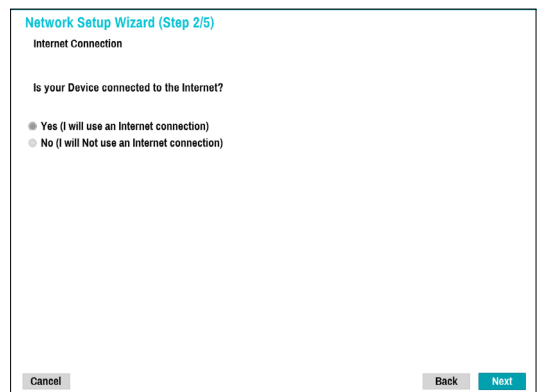 Network Setup Wizard (Step 2/5)
Internet Connection
Is your Device connected to the Internet?
Yes (I will use an Internet connection)
No (I will Not use an Internet connection)
Cancel Back Next